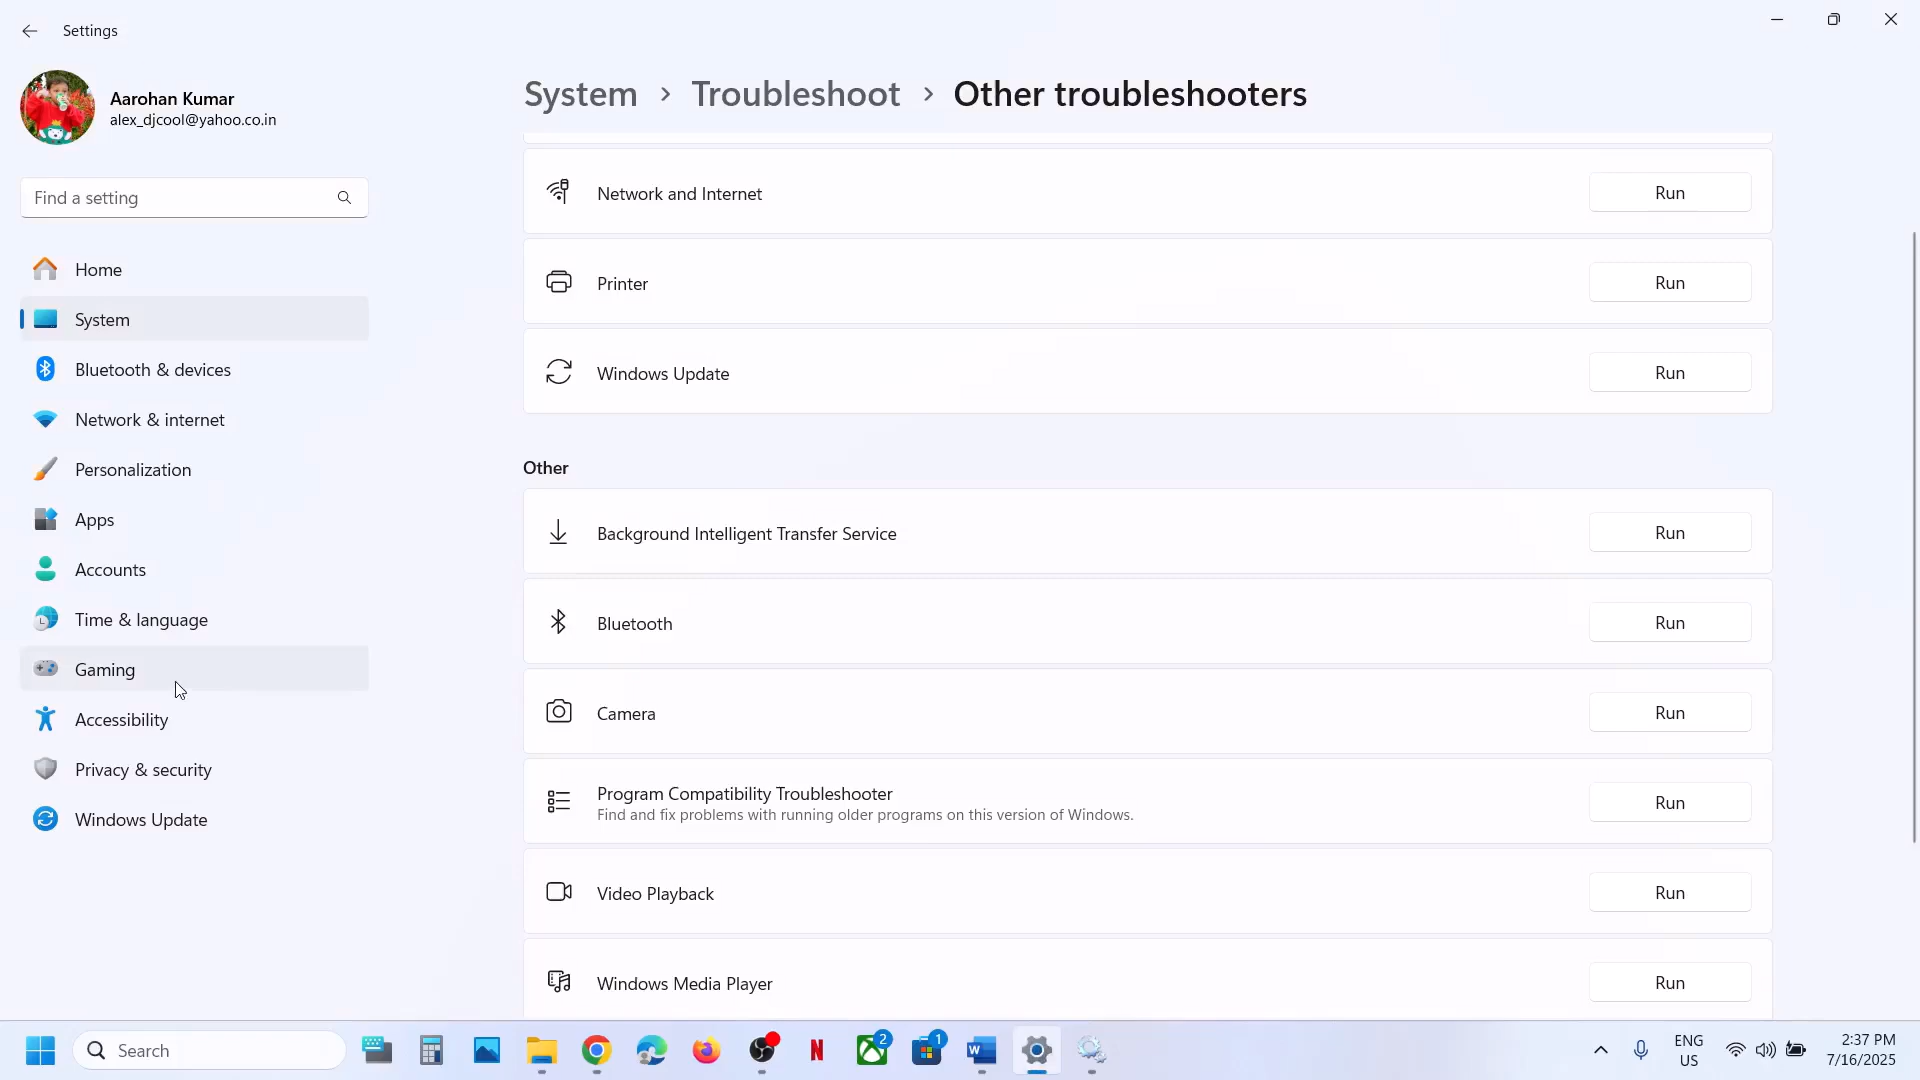 Settings
Aarohan Kumar
alex_djcool@yahoo.co.in
Find a setting
Home
System
Bluetooth & devices
Network & internet
Personalization
Apps
Accounts
Time & language
Gaming
Accessibility
Privacy & security
Windows Update
System > Troubleshoot > Other troubleshooters
Network and Internet Run
Printer Run
Windows Update Run
Other
Background Intelligent Transfer Service Run
Bluetooth Run
Camera Run
Program Compatibility Troubleshooter
Find and fix problems with running older programs on this version of Windows.
Run
Video Playback Run
Windows Media Player Run
Search
2
1
ENG
US
2:37 PM
7/16/2025